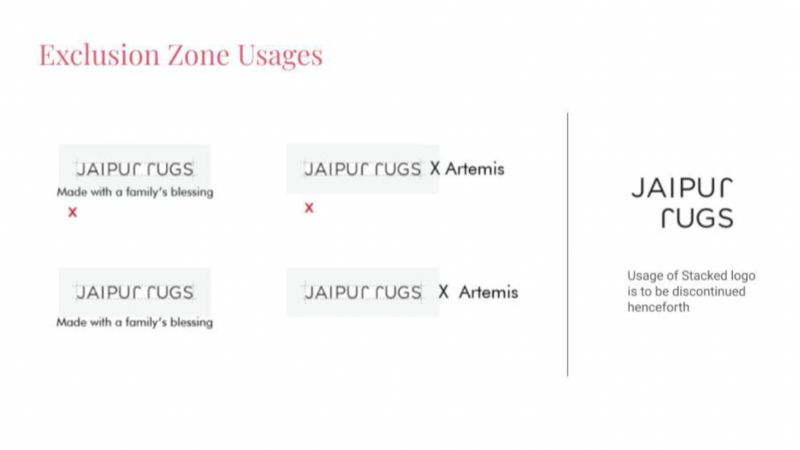 Exclusion Zone Usages
JAIPUR RUGS
Made with a family's blessing
X
JAIPUR RUGS X Artemis
X
JAIPUR RUGS
Made with a family's blessing
JAIPUR RUGS X Artemis
JAIPUR
RUGS
Usage of Stacked logo
is to be discontinued
henceforth